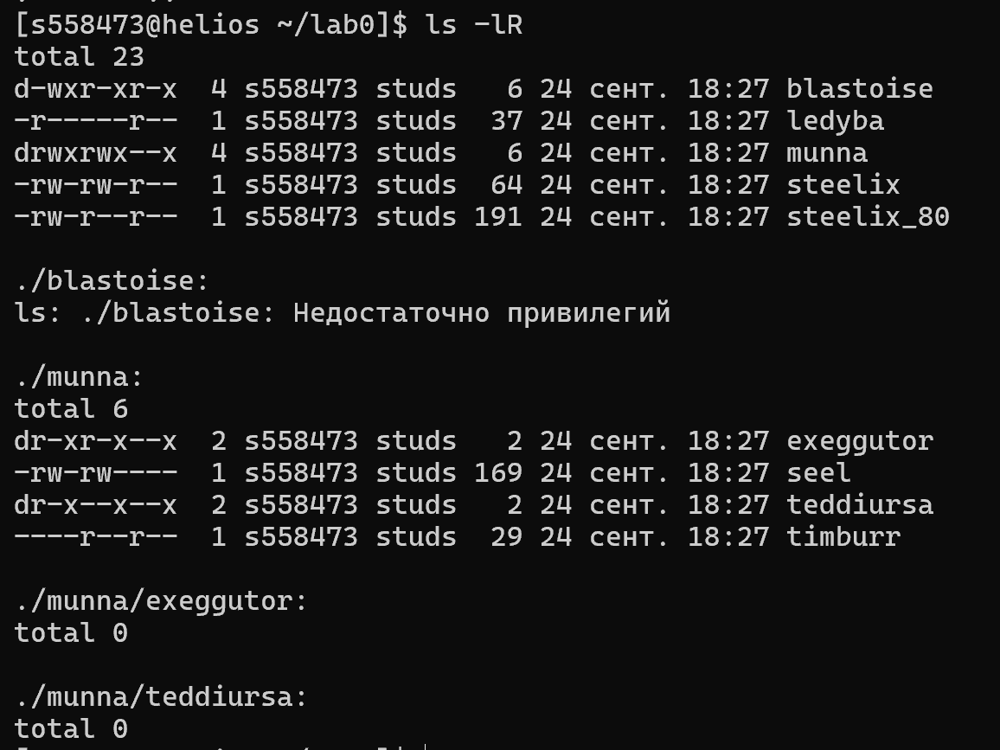 [s558473@helios ~/lab0]$ ls -lR
total 23
d-wxr-xr-x  4 s558473 studs   6 24 сент. 18:27 blastoise
-r-----r--  1 s558473 studs  37 24 сент. 18:27 ledyba
drwxrwx--x  4 s558473 studs   6 24 сент. 18:27 munna
-rw-rw-r--  1 s558473 studs  64 24 сент. 18:27 steelix
-rw-r--r--  1 s558473 studs 191 24 сент. 18:27 steelix_80

./blastoise:
ls: ./blastoise: Недостаточно привилегий

./munna:
total 6
dr-xr-x--x  2 s558473 studs   2 24 сент. 18:27 exeggutor
-rw-rw----  1 s558473 studs 169 24 сент. 18:27 seel
dr-x--x--x  2 s558473 studs   2 24 сент. 18:27 teddiursa
----r--r--  1 s558473 studs  29 24 сент. 18:27 timburr

./munna/exeggutor:
total 0

./munna/teddiursa:
total 0